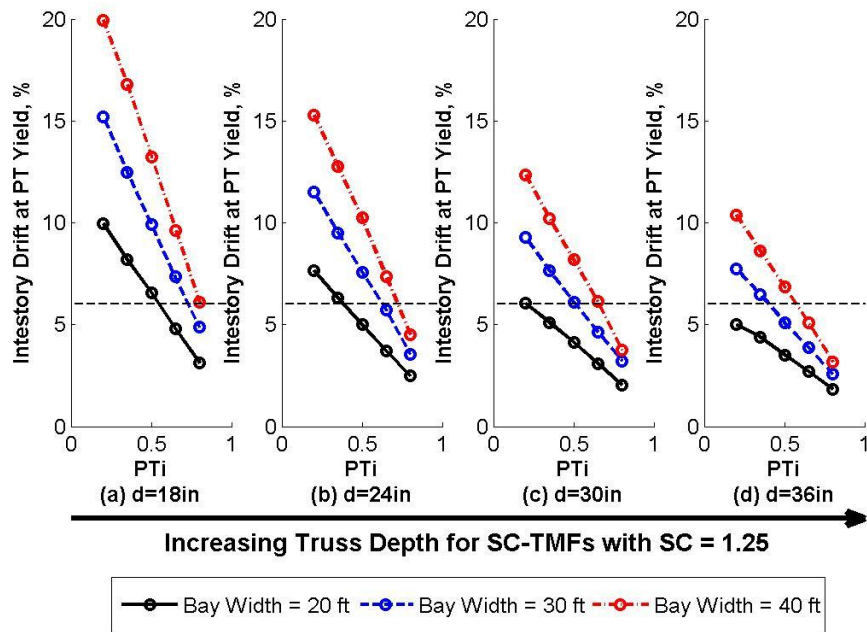 20
15
10
5
0
Intestory Drift at PT Yield, %
0
0.5
1
PTi
(a) d=18in
20
15
10
5
0
Intestory Drift at PT Yield, %
0
0.5
1
PTi
(b) d=24in
20
15
10
5
0
Intestory Drift at PT Yield, %
0
0.5
1
PTi
(c) d=30in
20
15
10
5
0
Intestory Drift at PT Yield, %
0
0.5
1
PTi
(d) d=36in
Increasing Truss Depth for SC-TMFs with SC = 1.25
Bay Width = 20 ft
Bay Width = 30 ft
Bay Width = 40 ft